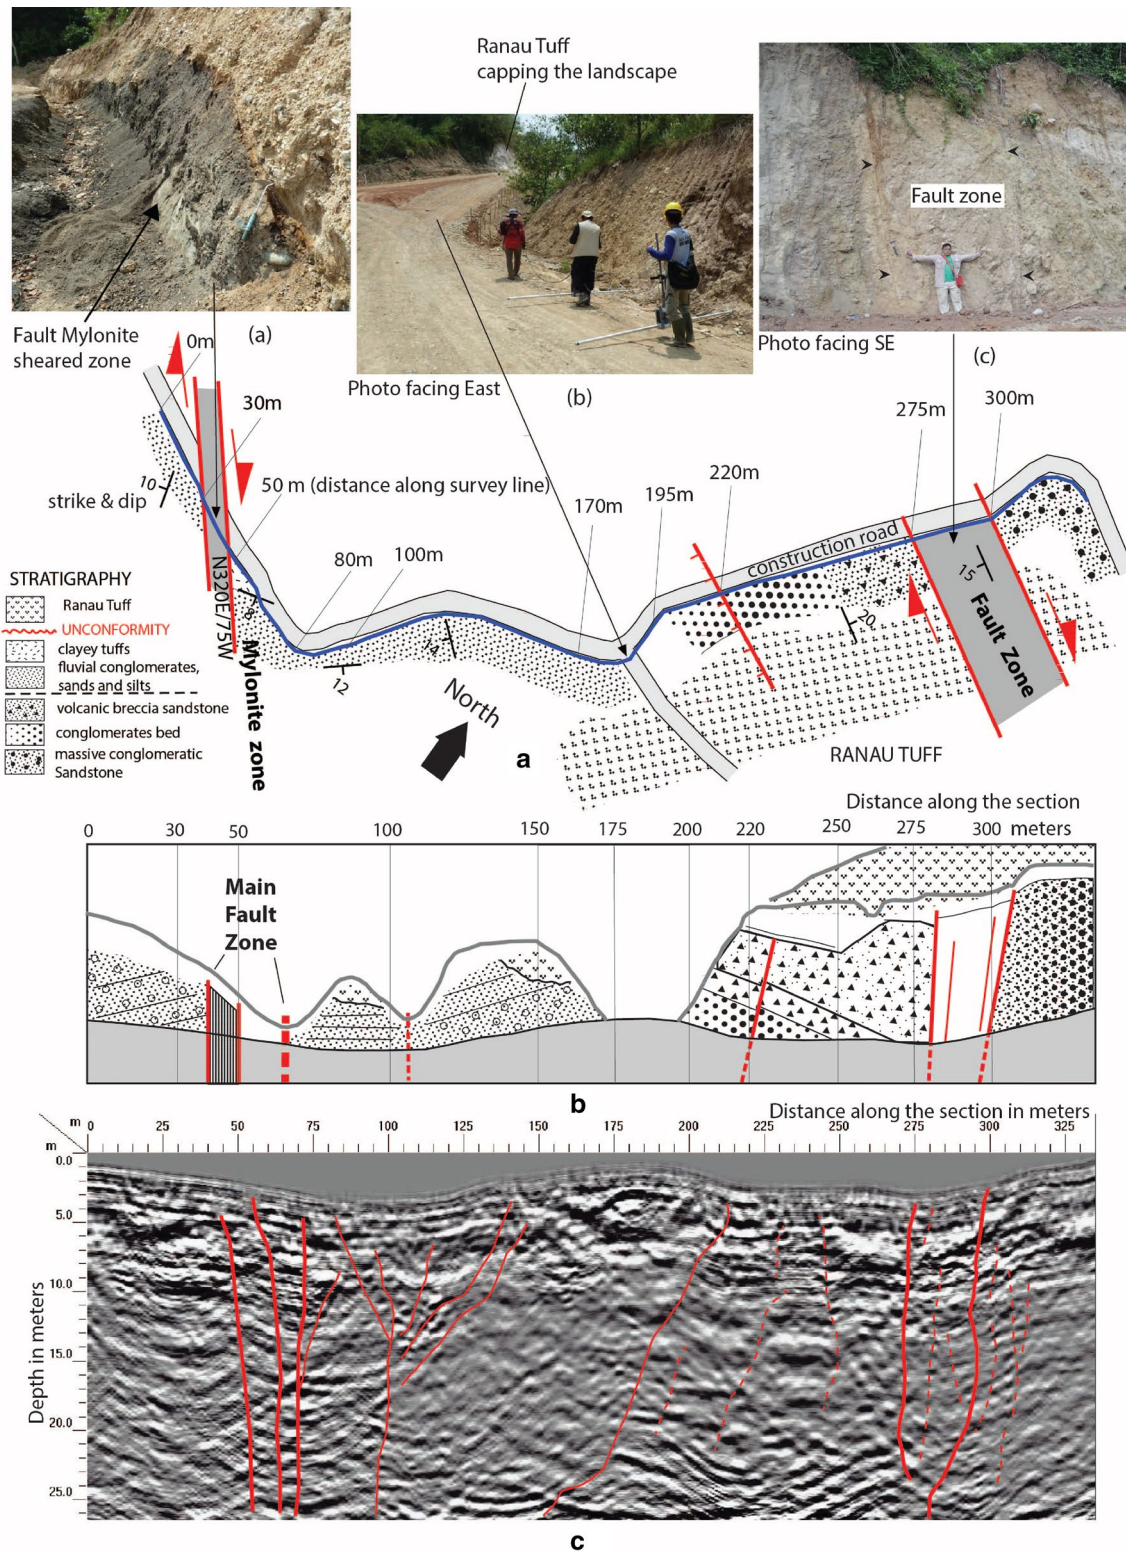 Ranau Tuff
capping the landscape
Fault zone
Fault Mylonite
sheared zone
(a)
Photo facing East
(b)
Photo facing SE
(c)
0m
30m
50 m (distance along survey line)
80m
100m
170m
195m
220m
275m
300m
strike & dip
10
8
12
14
20
15
N320E/75W
Mylonite zone
construction road
Fault Zone
North
RANAU TUFF
a
STRATIGRAPHY
Ranau Tuff
UNCONFORMITY
clayey tuffs
fluvial conglomerates,
sands and silts
volcanic breccia sandstone
conglomerates bed
massive conglomeratic
Sandstone
Distance along the section
0 30 50 100 150 175 200 220 250 275 300 meters
Main
Fault
Zone
b
Distance along the section in meters
m
m
0 25 50 75 100 125 150 175 200 225 250 275 300 325
0.0
5.0
10.0
15.0
20.0
25.0
Depth in meters
c